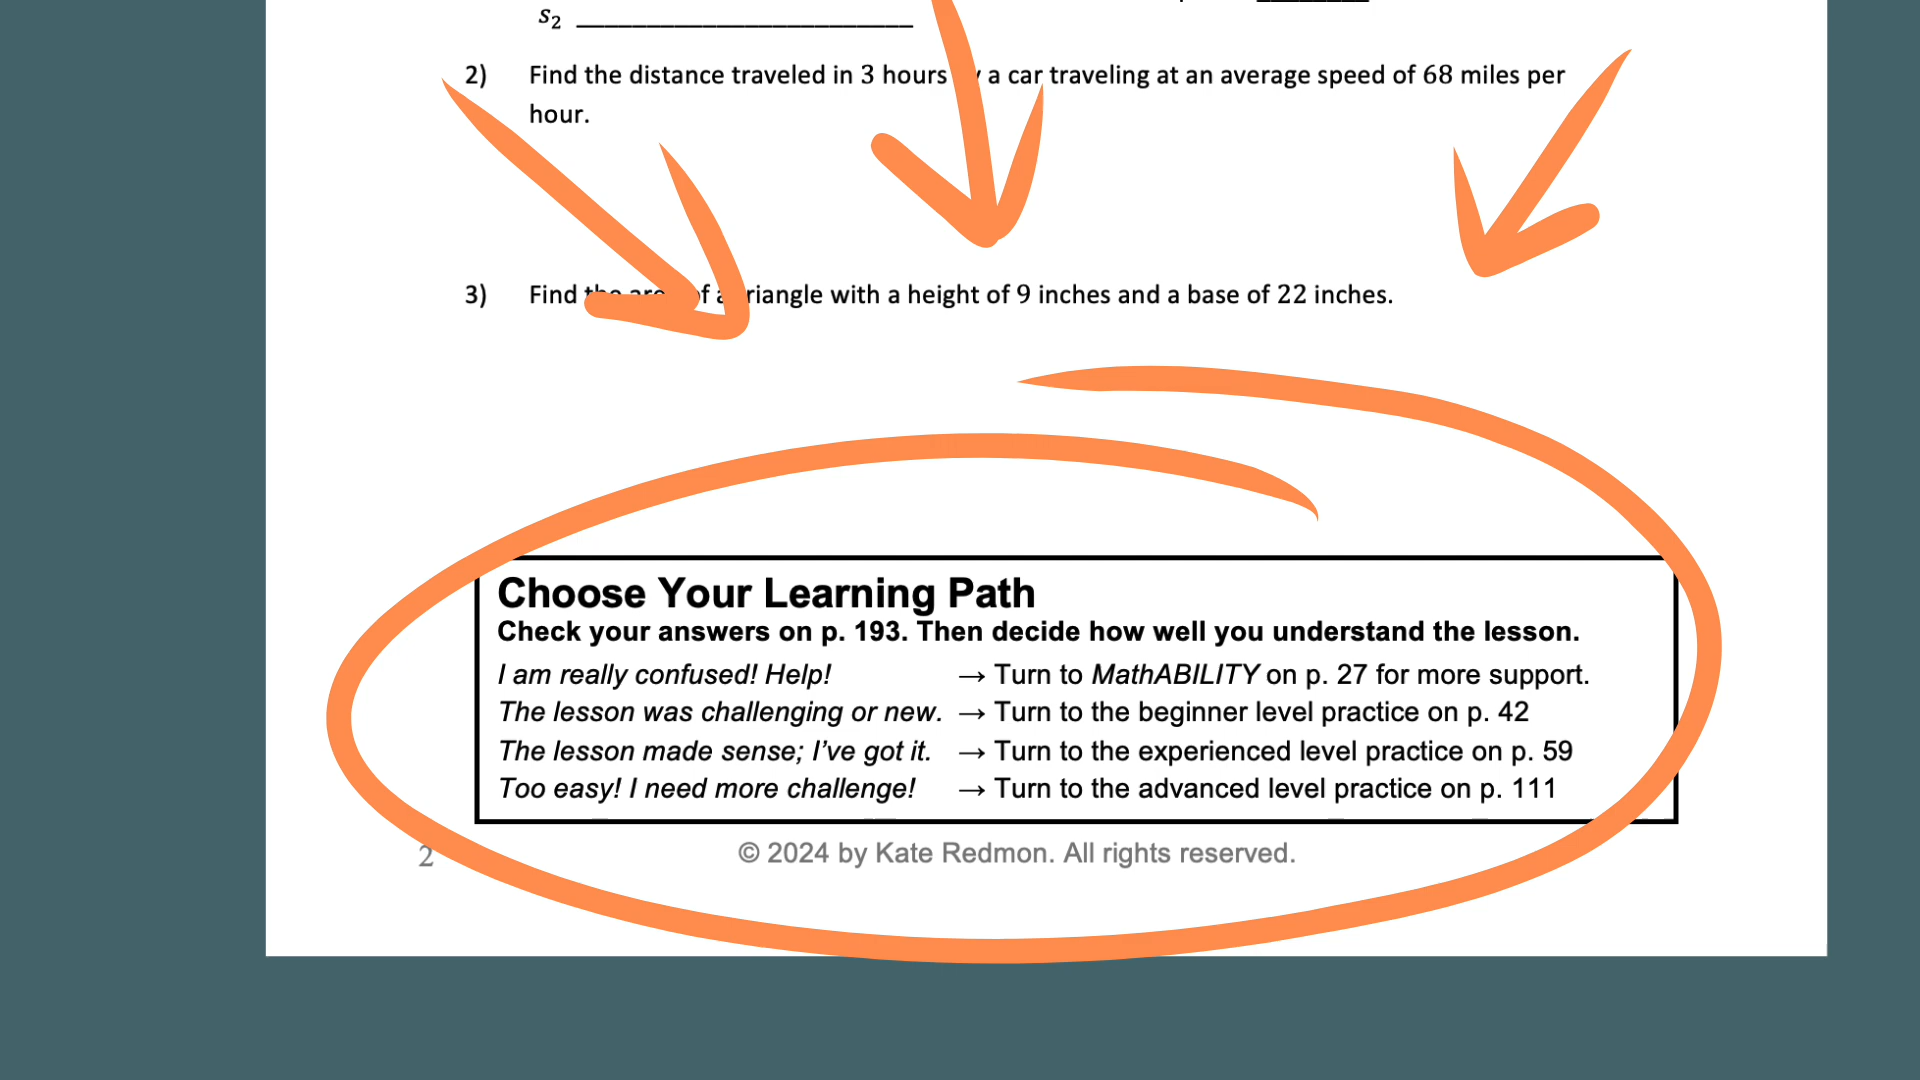 s₂
2) Find the distance traveled in 3 hours a car traveling at an average speed of 68 miles per
hour.
3) Find of a triangle with a height of 9 inches and a base of 22 inches.
Choose Your Learning Path
Check your answers on p. 193. Then decide how well you understand the lesson.
I am really confused! Help! → Turn to MathABILITY on p. 27 for more support.
The lesson was challenging or new. → Turn to the beginner level practice on p. 42
The lesson made sense; I’ve got it. → Turn to the experienced level practice on p. 59
Too easy! I need more challenge! → Turn to the advanced level practice on p. 111
2 © 2024 by Kate Redmon. All rights reserved.